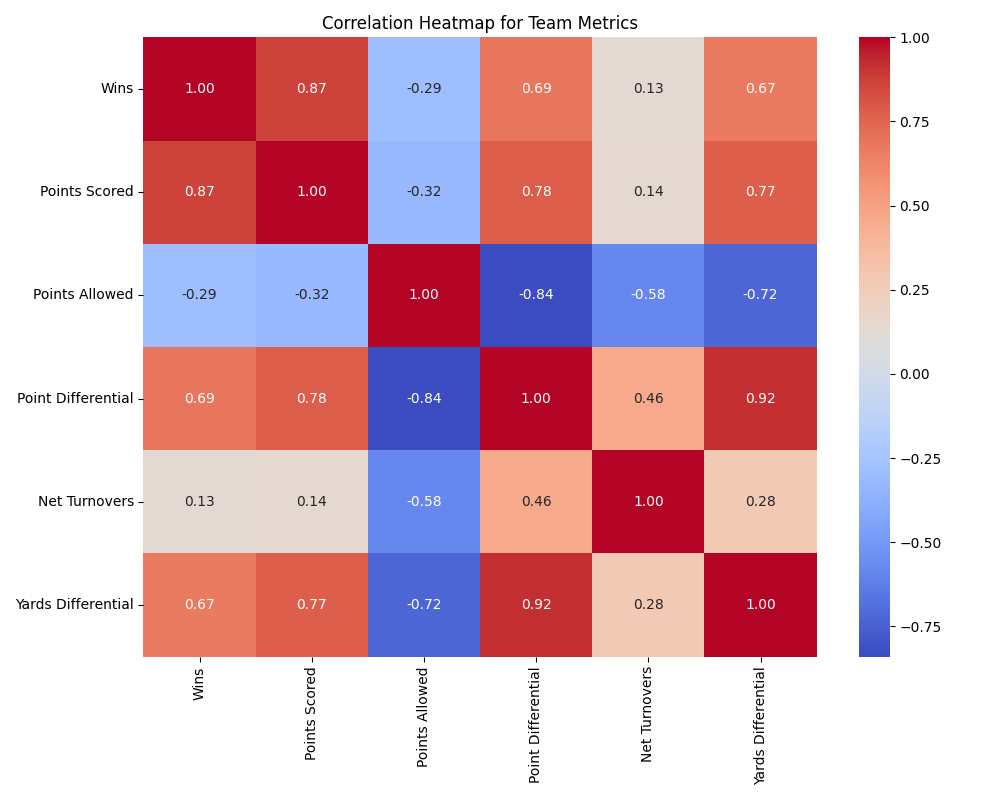 Correlation Heatmap for Team Metrics
Wins 1.00 0.87 -0.29 0.69 0.13 0.67
Points Scored 0.87 1.00 -0.32 0.78 0.14 0.77
Points Allowed -0.29 -0.32 1.00 -0.84 -0.58 -0.72
Point Differential 0.69 0.78 -0.84 1.00 0.46 0.92
Net Turnovers 0.13 0.14 -0.58 0.46 1.00 0.28
Yards Differential 0.67 0.77 -0.72 0.92 0.28 1.00
Wins
Points Scored
Points Allowed
Point Differential
Net Turnovers
Yards Differential
1.00
0.75
0.50
0.25
0.00
−0.25
−0.50
−0.75